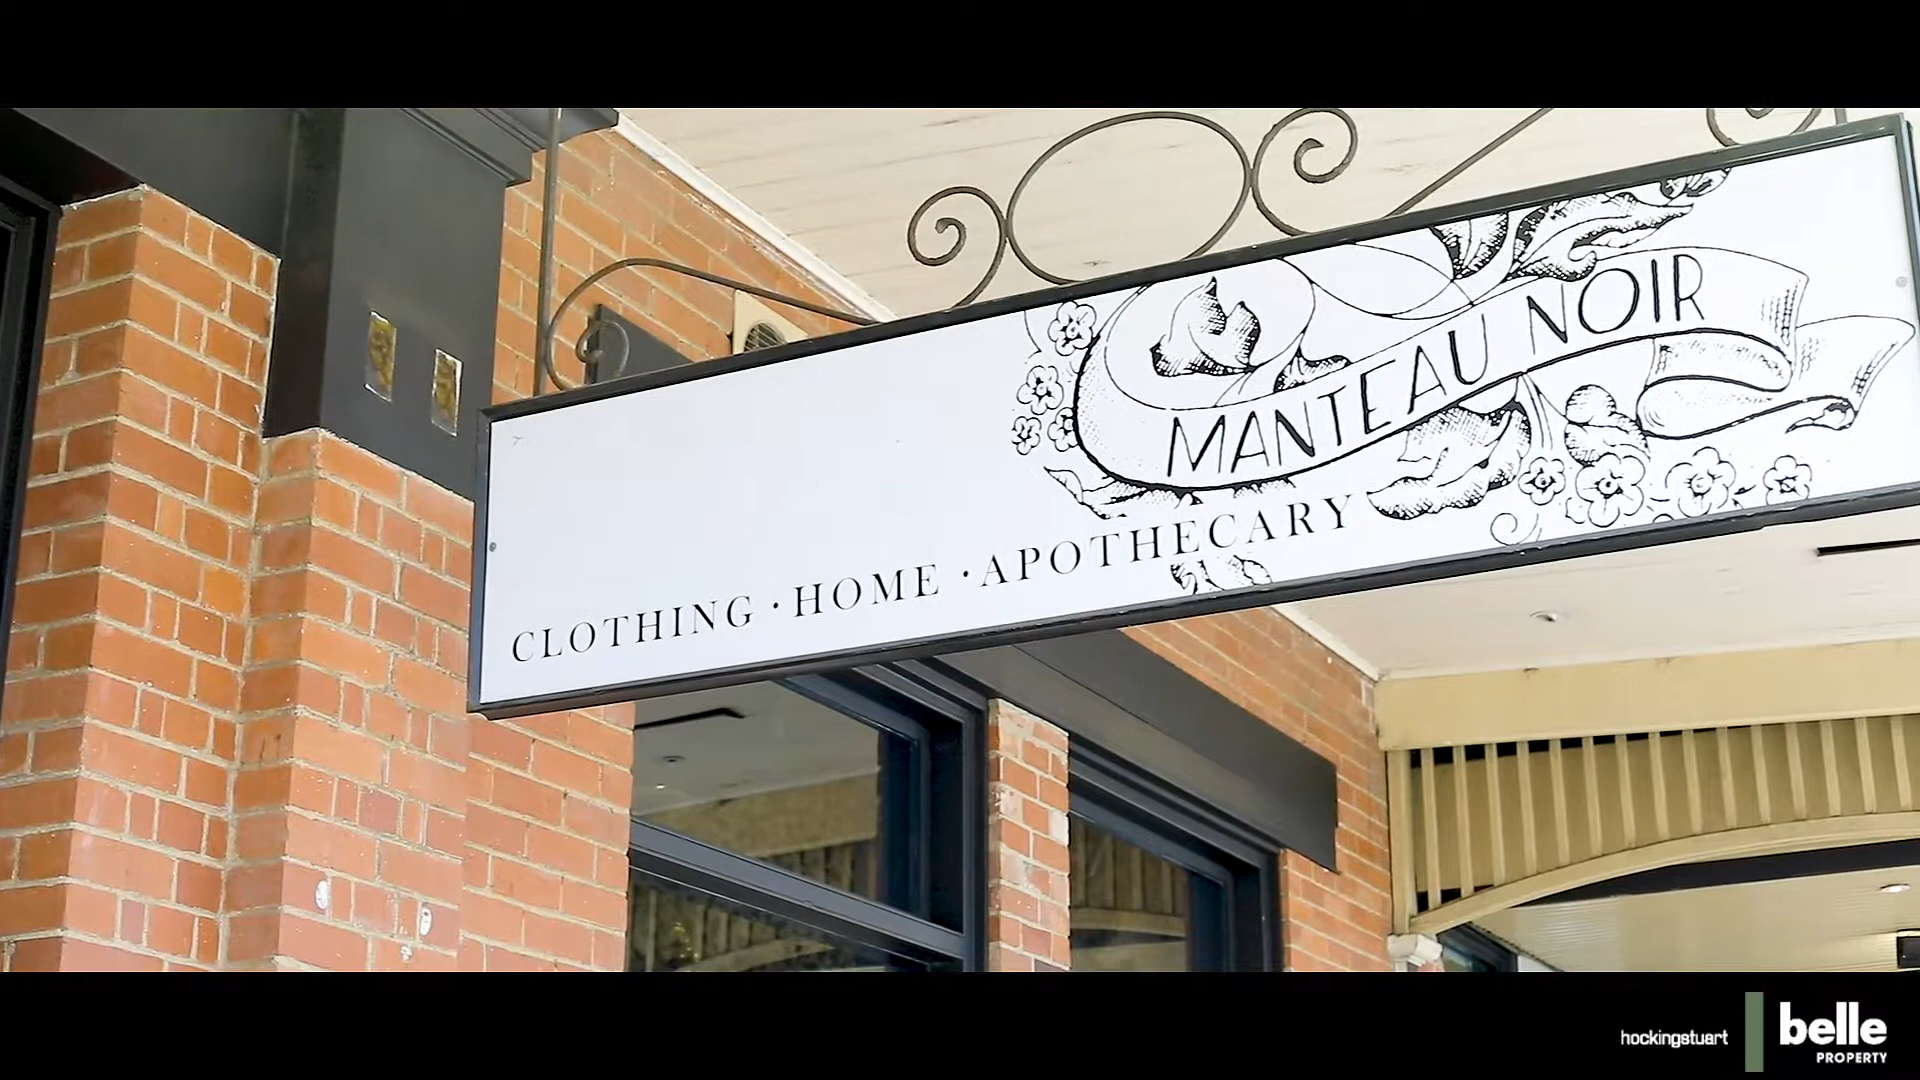 MANTEAU NOIR
CLOTHING · HOME · APOTHECARY
hockingstuart
belle
PROPERTY